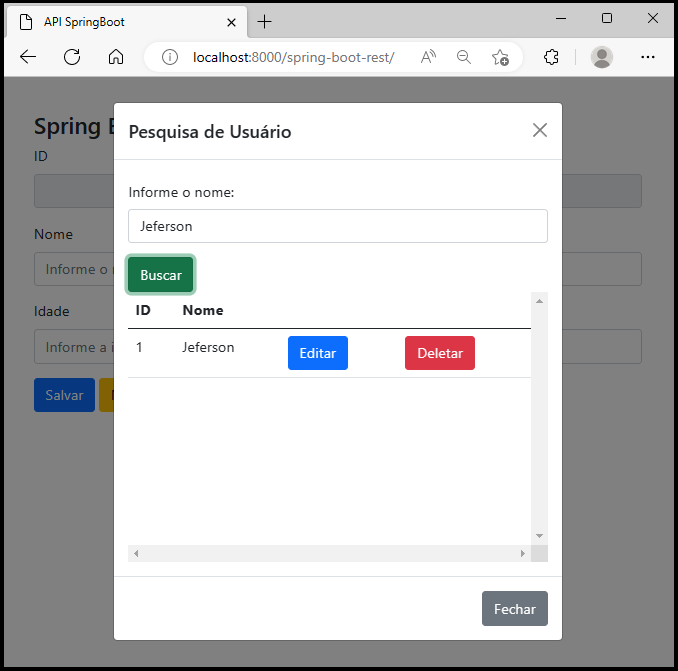 API SpringBoot
localhost:8000/spring-boot-rest/
Spring
Pesquisa de Usuário
ID
Informe o nome:
Jeferson
Nome
Informe o
Buscar
ID Nome
Idade
1 Jeferson Editar Deletar
Informe a
Salvar
Fechar